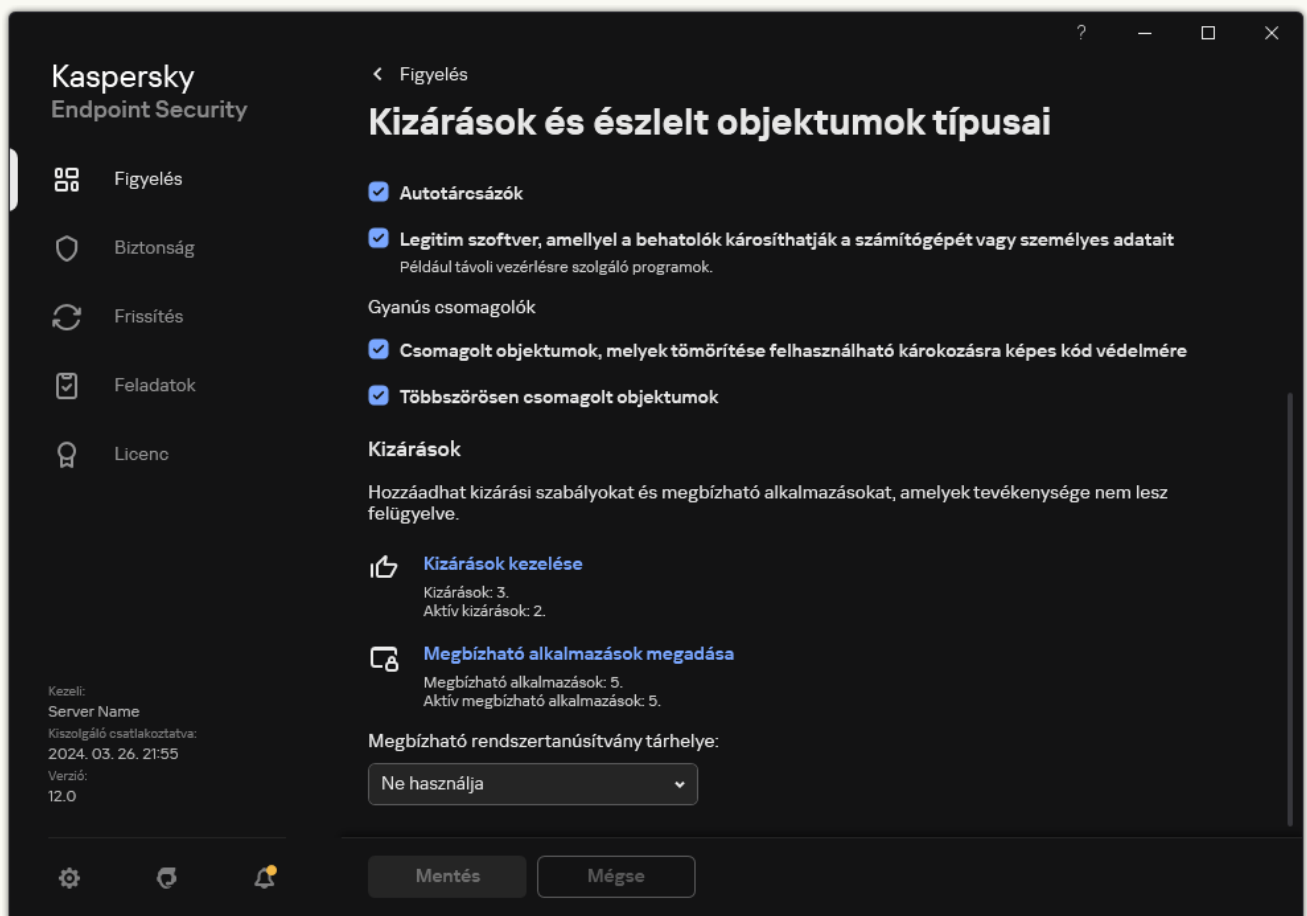 ?
Kaspersky
Endpoint Security
Figyelés
Biztonság
Frissítés
Feladatok
Licenc
Kezeli:
Server Name
Kiszolgáló csatlakoztatva:
2024. 03. 26. 21:55
Verzió:
12.0
Figyelés
Kizárások és észlelt objektumok típusai
Autotárcsázók
Legitim szoftver, amellyel a behatolók károsíthatják a számítógépét vagy személyes adatait
Például távoli vezérlésre szolgáló programok.
Gyanús csomagolók
Csomagolt objektumok, melyek tömörítése felhasználható károkozásra képes kód védelmére
Többszörösen csomagolt objektumok
Kizárások
Hozzáadhat kizárási szabályokat és megbízható alkalmazásokat, amelyek tevékenysége nem lesz
felügyelve.
Kizárások kezelése
Kizárások: 3.
Aktív kizárások: 2.
Megbízható alkalmazások megadása
Megbízható alkalmazások: 5.
Aktív megbízható alkalmazások: 5.
Megbízható rendszertanúsítvány tárhelye:
Ne használja
Mentés
Mégse